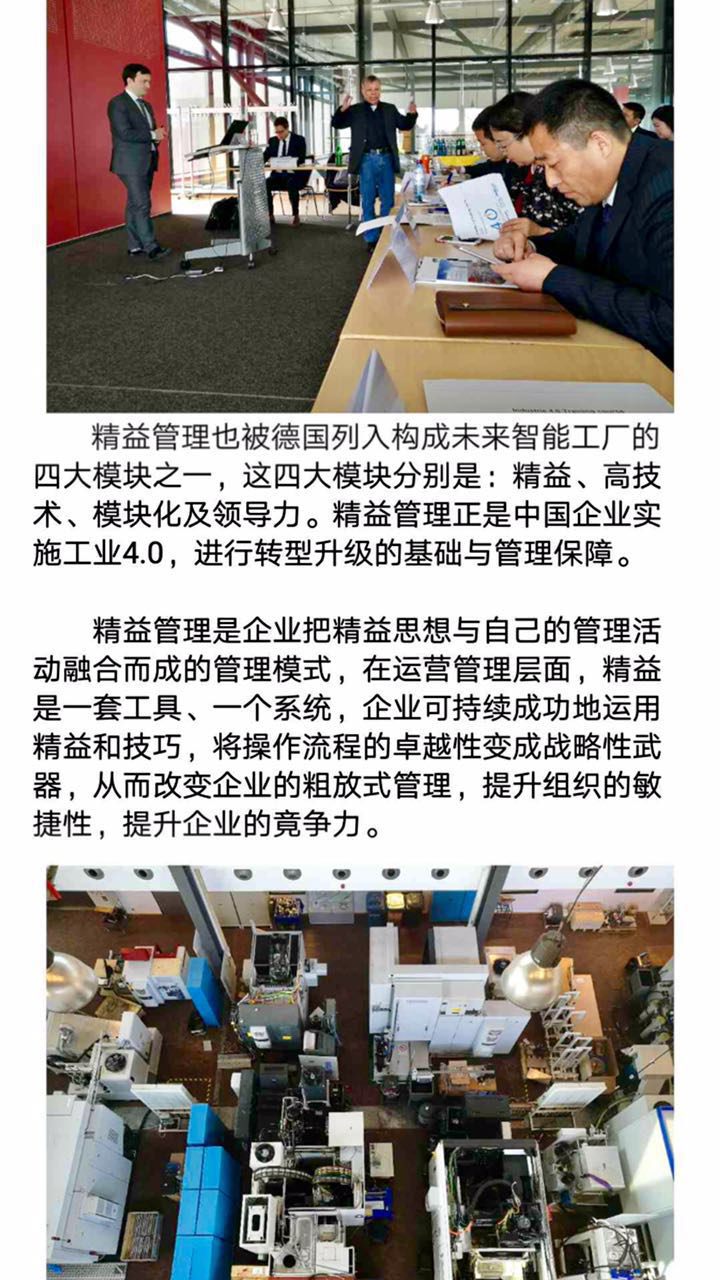 4.0
Industrie 4.0 Training course
精益管理也被德国列入构成未来智能工厂的
四大模块之一，这四大模块分别是：精益、高技
术、模块化及领导力。精益管理正是中国企业实
施工业4.0，进行转型升级的基础与管理保障。
精益管理是企业把精益思想与自己的管理活
动融合而成的管理模式，在运营管理层面，精益
是一套工具、一个系统，企业可持续成功地运用
精益和技巧，将操作流程的卓越性变成战略性武
器，从而改变企业的粗放式管理，提升组织的敏
捷性，提升企业的竟争力。